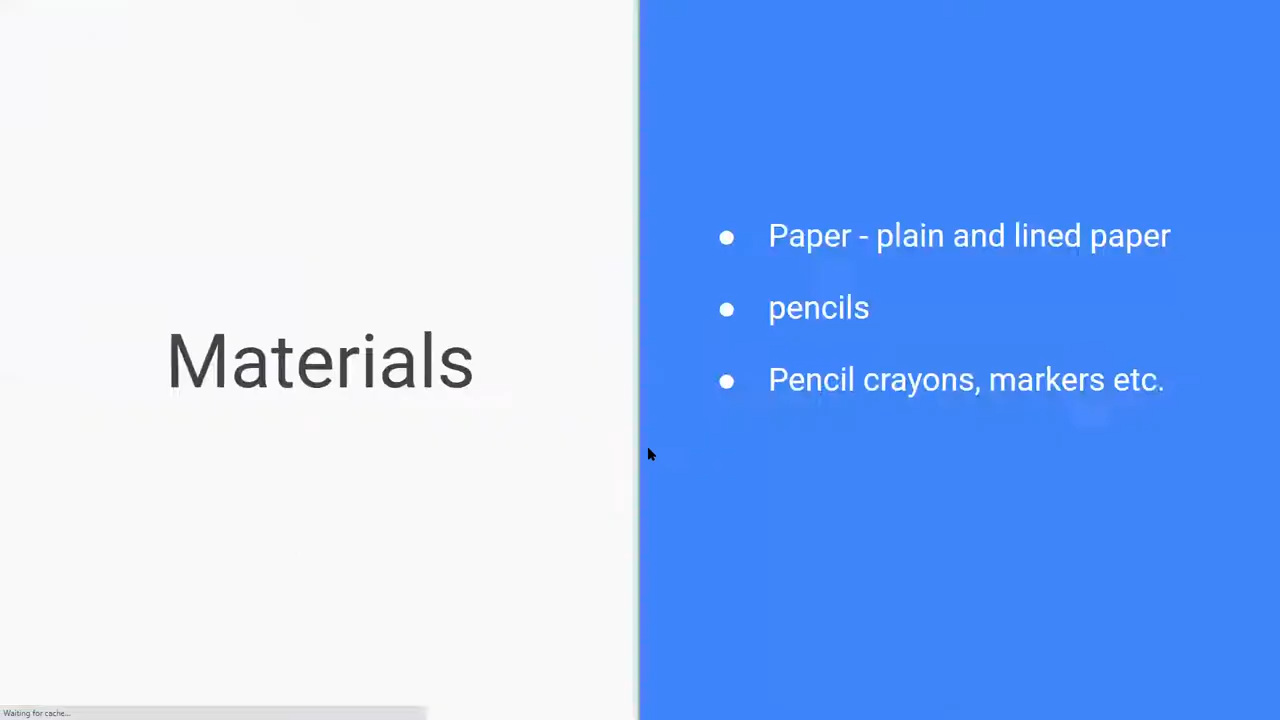 Materials
● Paper - plain and lined paper
● pencils
● Pencil crayons, markers etc.
Waiting for cache...